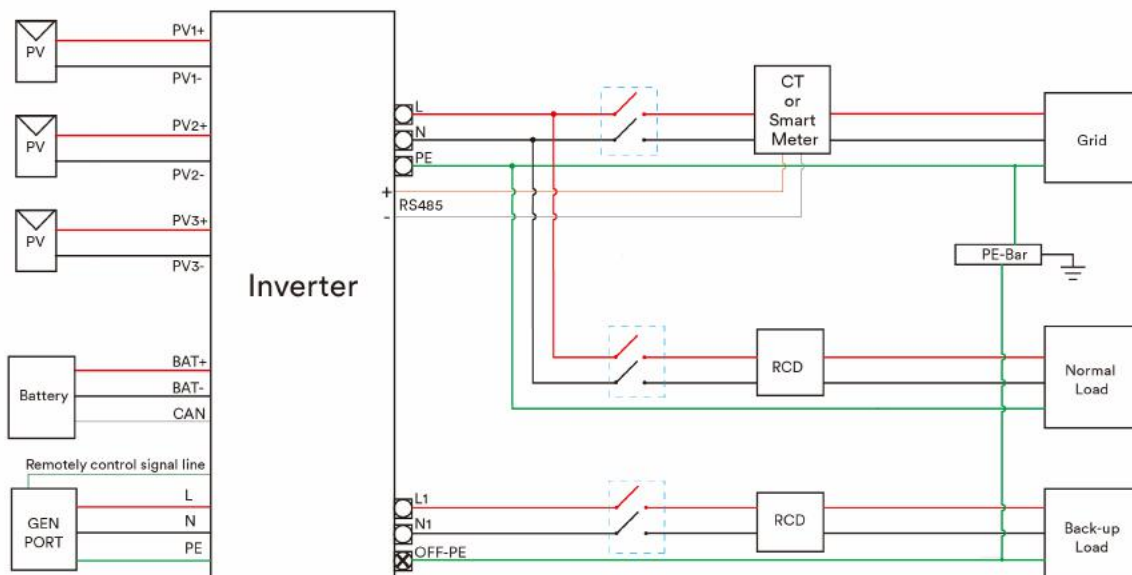 PV1+
PV
PV1-
PV2+
PV
PV2-
PV3+
PV
PV3-
BAT+
Battery
BAT-
CAN
Remotely control signal line
L
GEN
PORT
N
PE
Inverter
L
N
PE
+
RS485
-
CT
or
Smart
Meter
Grid
PE-Bar
RCD
Normal
Load
L1
N1
OFF-PE
RCD
Back-up
Load